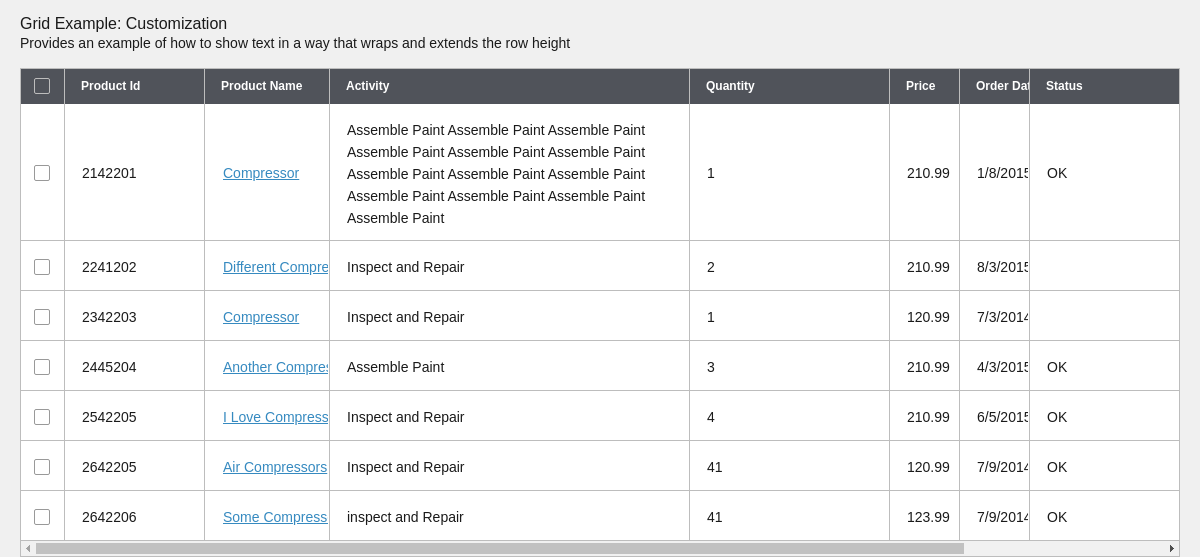 Grid Example: Customization
Provides an example of how to show text in a way that wraps and extends the row height
Product Id Product Name Activity Quantity Price Order Dat Status
Assemble Paint Assemble Paint Assemble Paint
Assemble Paint Assemble Paint Assemble Paint
2142201 Compressor Assemble Paint Assemble Paint Assemble Paint 1 210.99 1/8/2015 OK
Assemble Paint Assemble Paint Assemble Paint
Assemble Paint
2241202 Different Compre Inspect and Repair 2 210.99 8/3/2015
2342203 Compressor Inspect and Repair 1 120.99 7/3/2014
2445204 Another Compres Assemble Paint 3 210.99 4/3/2015 OK
2542205 I Love Compress Inspect and Repair 4 210.99 6/5/2015 OK
2642205 Air Compressors Inspect and Repair 41 120.99 7/9/2014 OK
2642206 Some Compress inspect and Repair 41 123.99 7/9/2014 OK